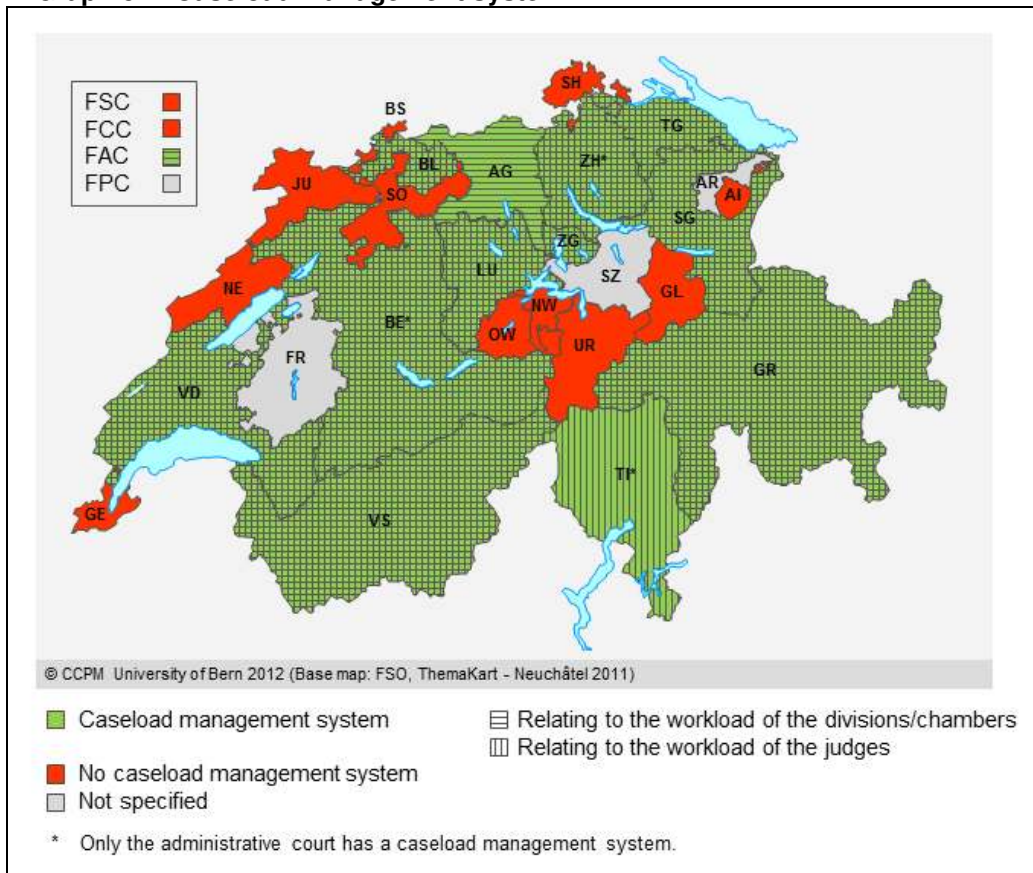 FSC
FCC
FAC
FPC
SH
BS
TG
BL
ZH*
AG
JU
AR
AI
SO
SG
ZG
LU
SZ
NE
GL
NW
BE*
OW
UR
FR
GR
VD
TI*
GE
VS
© CCPM University of Bern 2012 (Base map: FSO, ThemaKart - Neuchâtel 2011)
Caseload management system
Relating to the workload of the divisions/chambers
Relating to the workload of the judges
No caseload management system
Not specified
* Only the administrative court has a caseload management system.